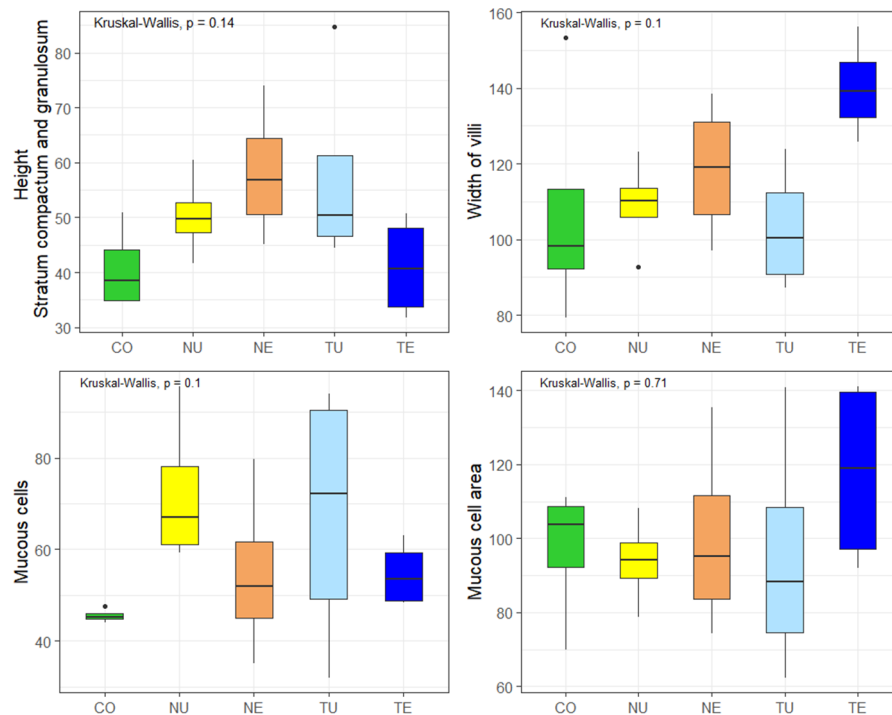 Kruskal-Wallis, p = 0.14
Height
Stratum compactum and granulosum
80
70
60
50
40
30
CO NU NE TU TE
Kruskal-Wallis, p = 0.1
Width of villi
160
140
120
100
80
CO NU NE TU TE
Kruskal-Wallis, p = 0.1
Mucous cells
80
60
40
CO NU NE TU TE
Kruskal-Wallis, p = 0.71
Mucous cell area
140
120
100
80
60
CO NU NE TU TE